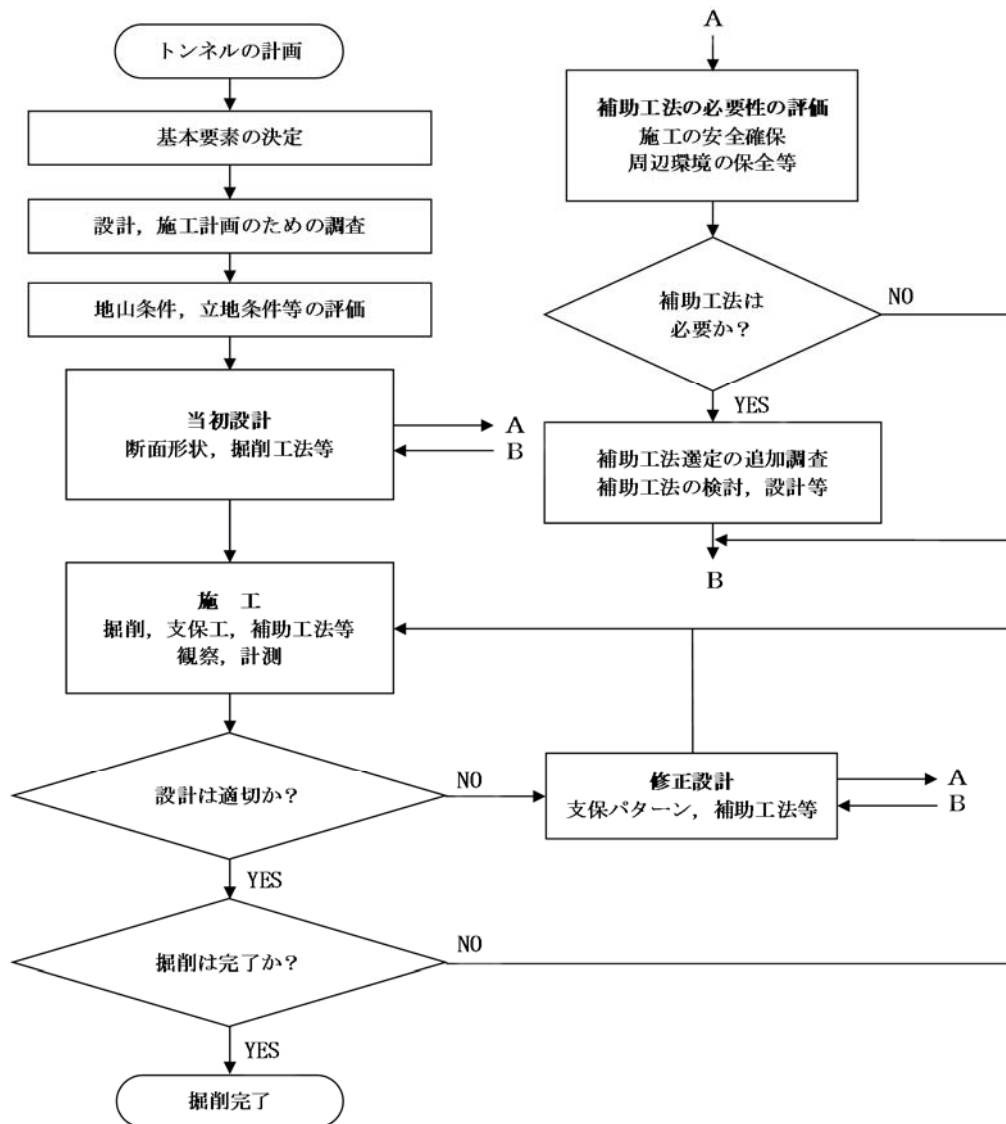 トンネルの計画
基本要素の決定
設計，施工計画のための調査
地山条件，立地条件等の評価
当初設計
断面形状，掘削工法等
A
B
施　工
掘削，支保工，補助工法等
観察，計測
設計は適切か？
NO
YES
修正設計
支保パターン，補助工法等
A
B
掘削は完了か？
NO
YES
掘削完了
A
補助工法の必要性の評価
施工の安全確保
周辺環境の保全等
補助工法は
必要か？
NO
YES
補助工法選定の追加調査
補助工法の検討，設計等
B